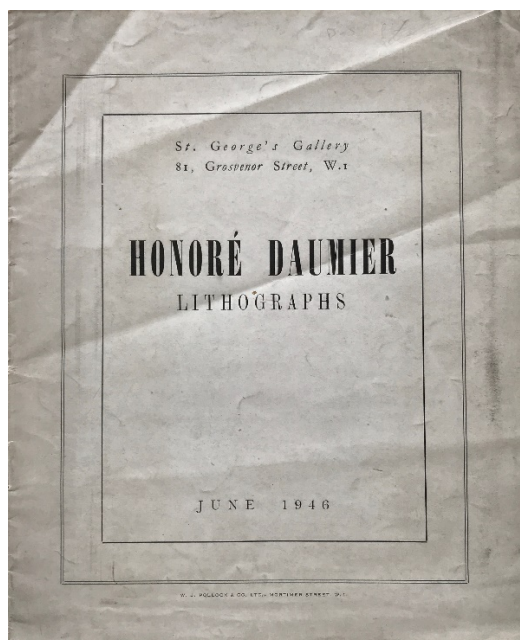 St. George's Gallery
81, Grosvenor Street, W.1
HONORÉ DAUMIER
LITHOGRAPHS
JUNE 1946
W. J. POLLOCK & CO. LTD., MORTIMER STREET, W.1